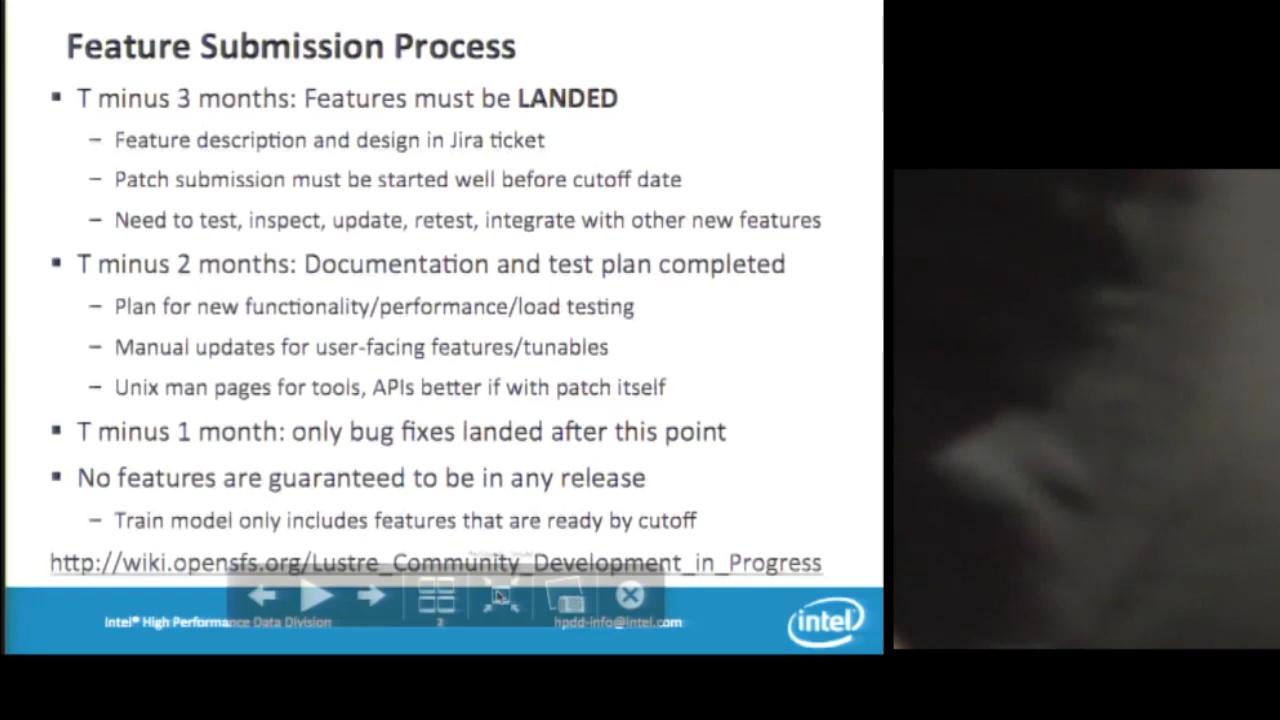 Feature Submission Process
▪ T minus 3 months: Features must be LANDED
– Feature description and design in Jira ticket
– Patch submission must be started well before cutoff date
– Need to test, inspect, update, retest, integrate with other new features
▪ T minus 2 months: Documentation and test plan completed
– Plan for new functionality/performance/load testing
– Manual updates for user-facing features/tunables
– Unix man pages for tools, APIs better if with patch itself
▪ T minus 1 month: only bug fixes landed after this point
▪ No features are guaranteed to be in any release
– Train model only includes features that are ready by cutoff
http://wiki.opensfs.org/Lustre_Community_Development_in_Progress
Intel® High Performance Data Division 2 hpdd-info@intel.com
intel